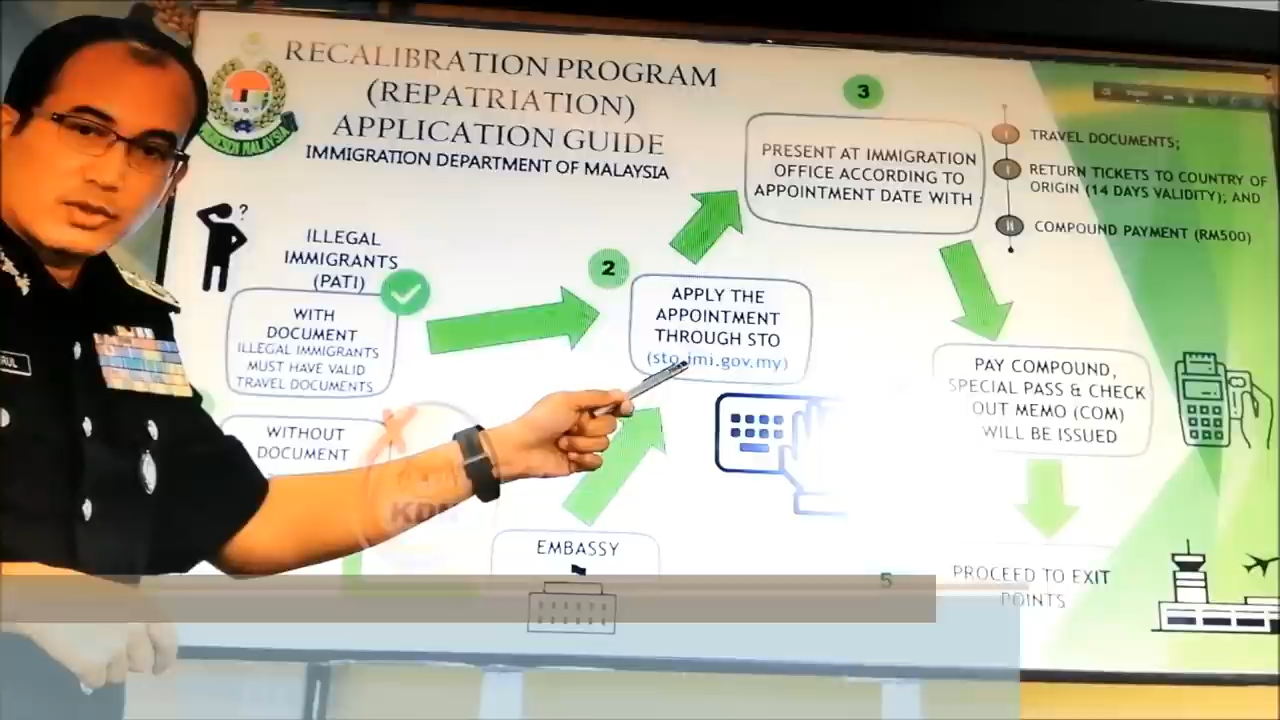 RECALIBRATION PROGRAM
(REPATRIATION)
APPLICATION GUIDE
IMMIGRATION DEPARTMENT OF MALAYSIA
ILLEGAL
IMMIGRANTS
(PATI)
WITH
DOCUMENT
ILLEGAL IMMIGRANTS
MUST HAVE VALID
TRAVEL DOCUMENTS
WITHOUT
DOCUMENT
EMBASSY
2
APPLY THE
APPOINTMENT
THROUGH STO
(sto.imi.gov.my)
3
PRESENT AT IMMIGRATION
OFFICE ACCORDING TO
APPOINTMENT DATE WITH
TRAVEL DOCUMENTS;
RETURN TICKETS TO COUNTRY OF
ORIGIN (14 DAYS VALIDITY); AND
COMPOUND PAYMENT (RM500)
PAY COMPOUND,
SPECIAL PASS & CHECK
OUT MEMO (COM)
WILL BE ISSUED
5
PROCEED TO EXIT
POINTS